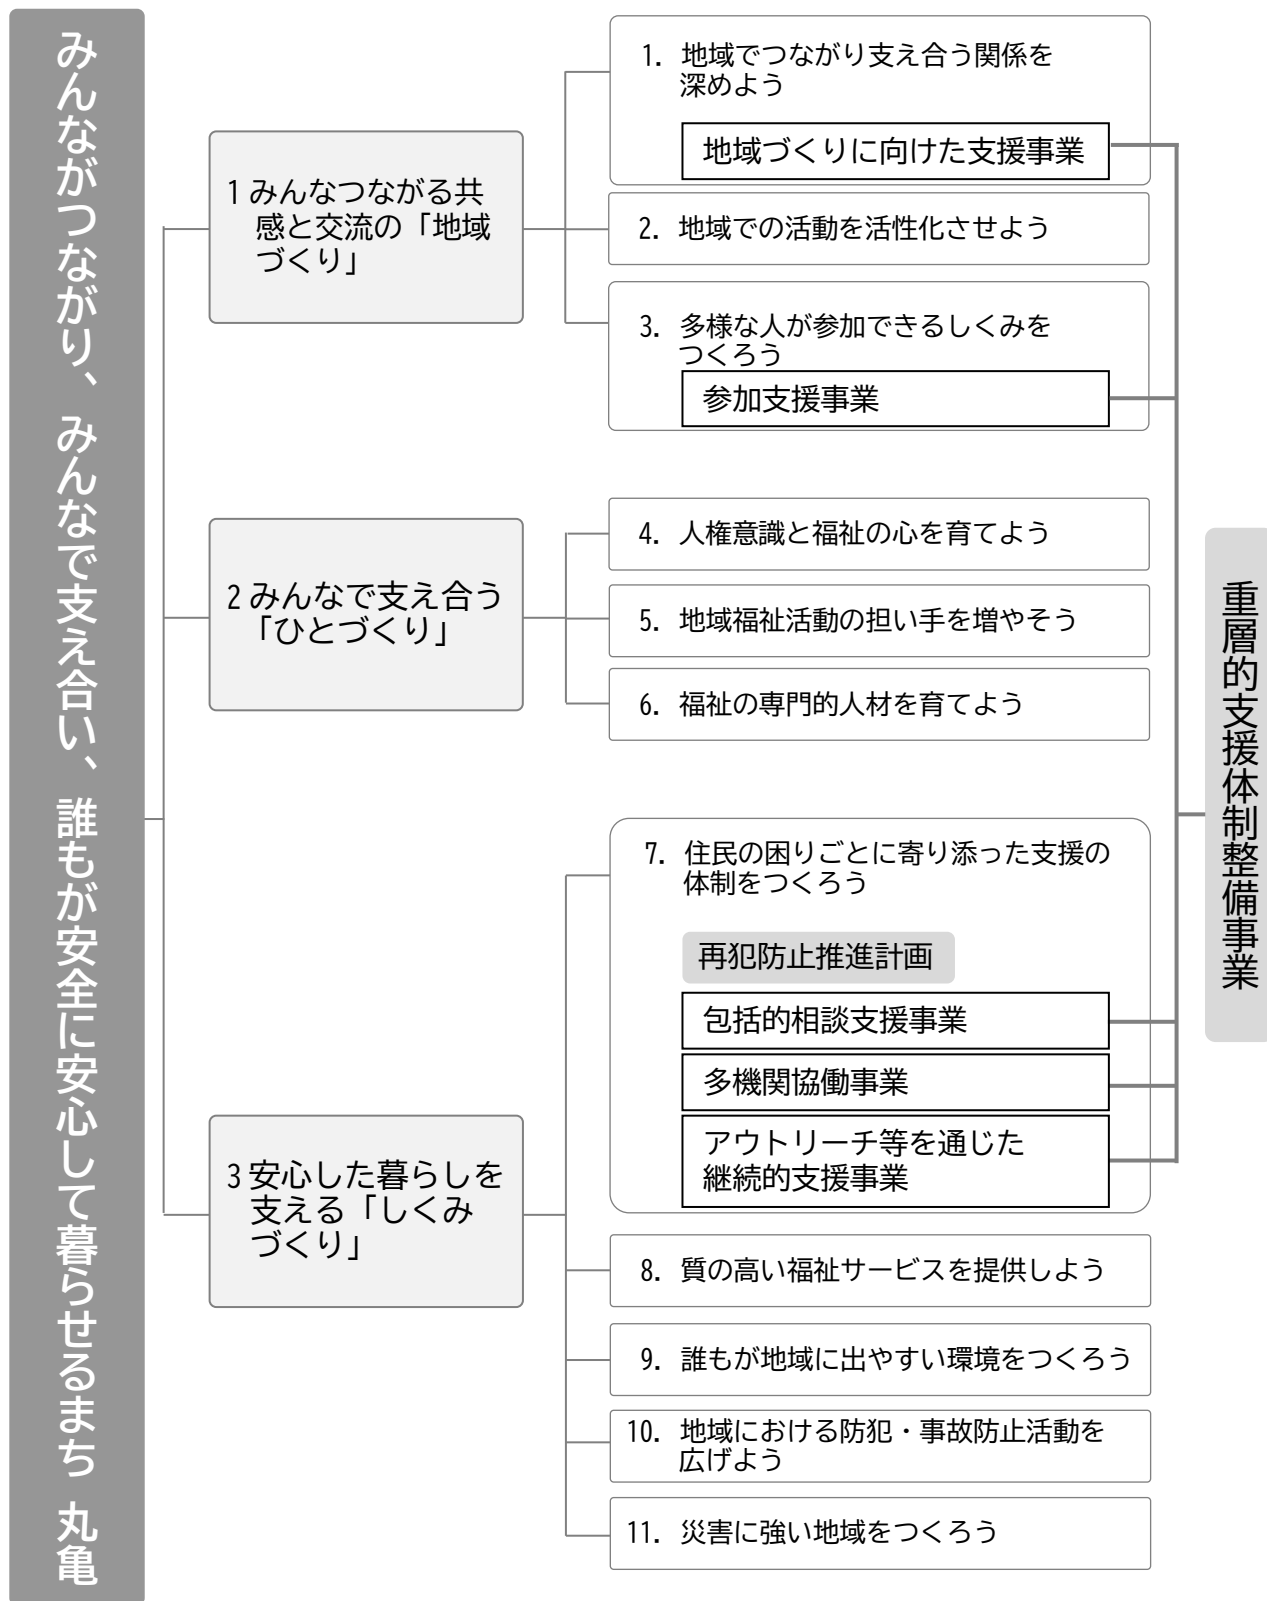 みんながつながり、みんなで支え合い、誰もが安全に安心して暮らせるまち 丸亀
1 みんなつながる共
感と交流の「地域
づくり」
1. 地域でつながり支え合う関係を
深めよう
地域づくりに向けた支援事業
2. 地域での活動を活性化させよう
3. 多様な人が参加できるしくみを
つくろう
参加支援事業
2 みんなで支え合う
「ひとづくり」
4. 人権意識と福祉の心を育てよう
5. 地域福祉活動の担い手を増やそう
6. 福祉の専門的人材を育てよう
3 安心した暮らしを
支える「しくみ
づくり」
7. 住民の困りごとに寄り添った支援の
体制をつくろう
再犯防止推進計画
包括的相談支援事業
多機関協働事業
アウトリーチ等を通じた
継続的支援事業
8. 質の高い福祉サービスを提供しよう
9. 誰もが地域に出やすい環境をつくろう
10. 地域における防犯・事故防止活動を
広げよう
11. 災害に強い地域をつくろう
重層的支援体制整備事業